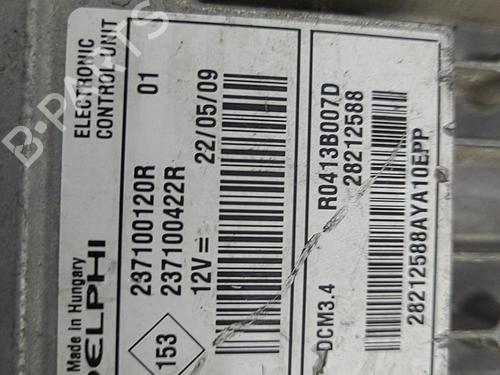 B-PARTS
ELECTRONIC
CONTROL UNIT
Made in Hungary
DELPHI
01
237100120R
237100422R
12V =
22/05/09
153
R0413B007D
28212588
DCM3.4
28212588AYA10EPP